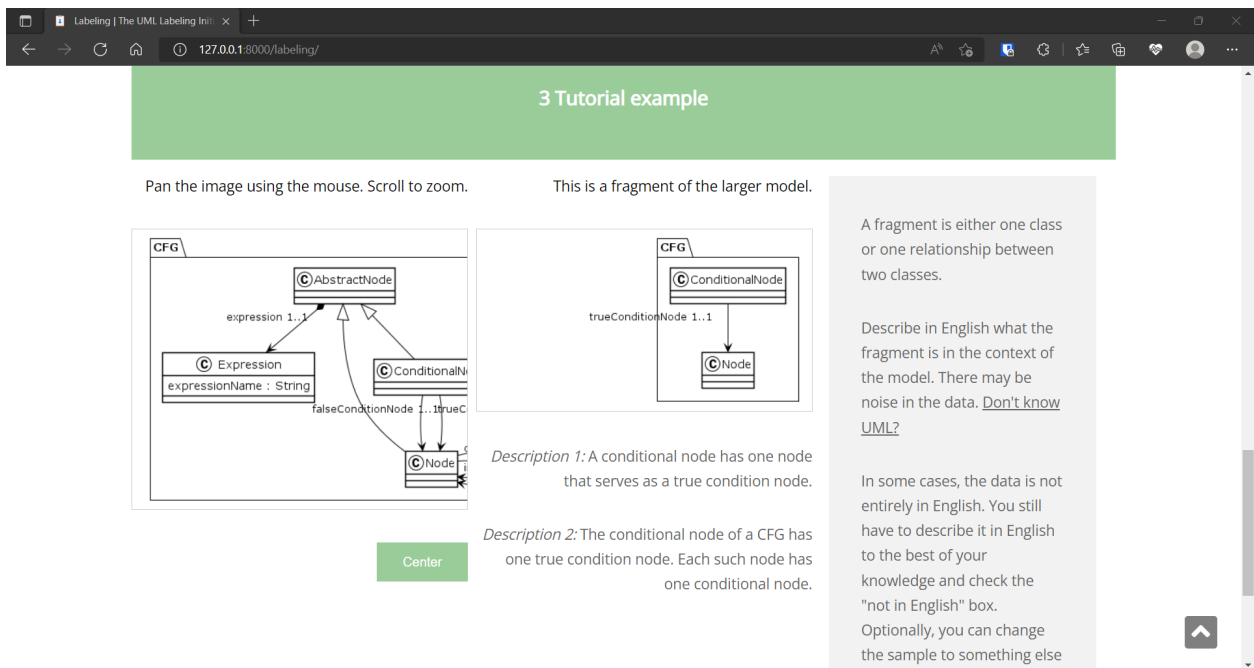 Labeling | The UML Labeling Initi
127.0.0.1:8000/labeling/
3 Tutorial example
Pan the image using the mouse. Scroll to zoom.
CFG
C AbstractNode
expression 1..1
C Expression
expressionName : String
C ConditionalN
falseConditionNode 1..1
trueC
C Node
This is a fragment of the larger model.
CFG
C ConditionalNode
trueConditionNode 1..1
C Node
Description 1: A conditional node has one node
that serves as a true condition node.
Description 2: The conditional node of a CFG has
one true condition node. Each such node has
one conditional node.
Center
A fragment is either one class
or one relationship between
two classes.
Describe in English what the
fragment is in the context of
the model. There may be
noise in the data. Don't know
UML?
In some cases, the data is not
entirely in English. You still
have to describe it in English
to the best of your
knowledge and check the
"not in English" box.
Optionally, you can change
the sample to something else